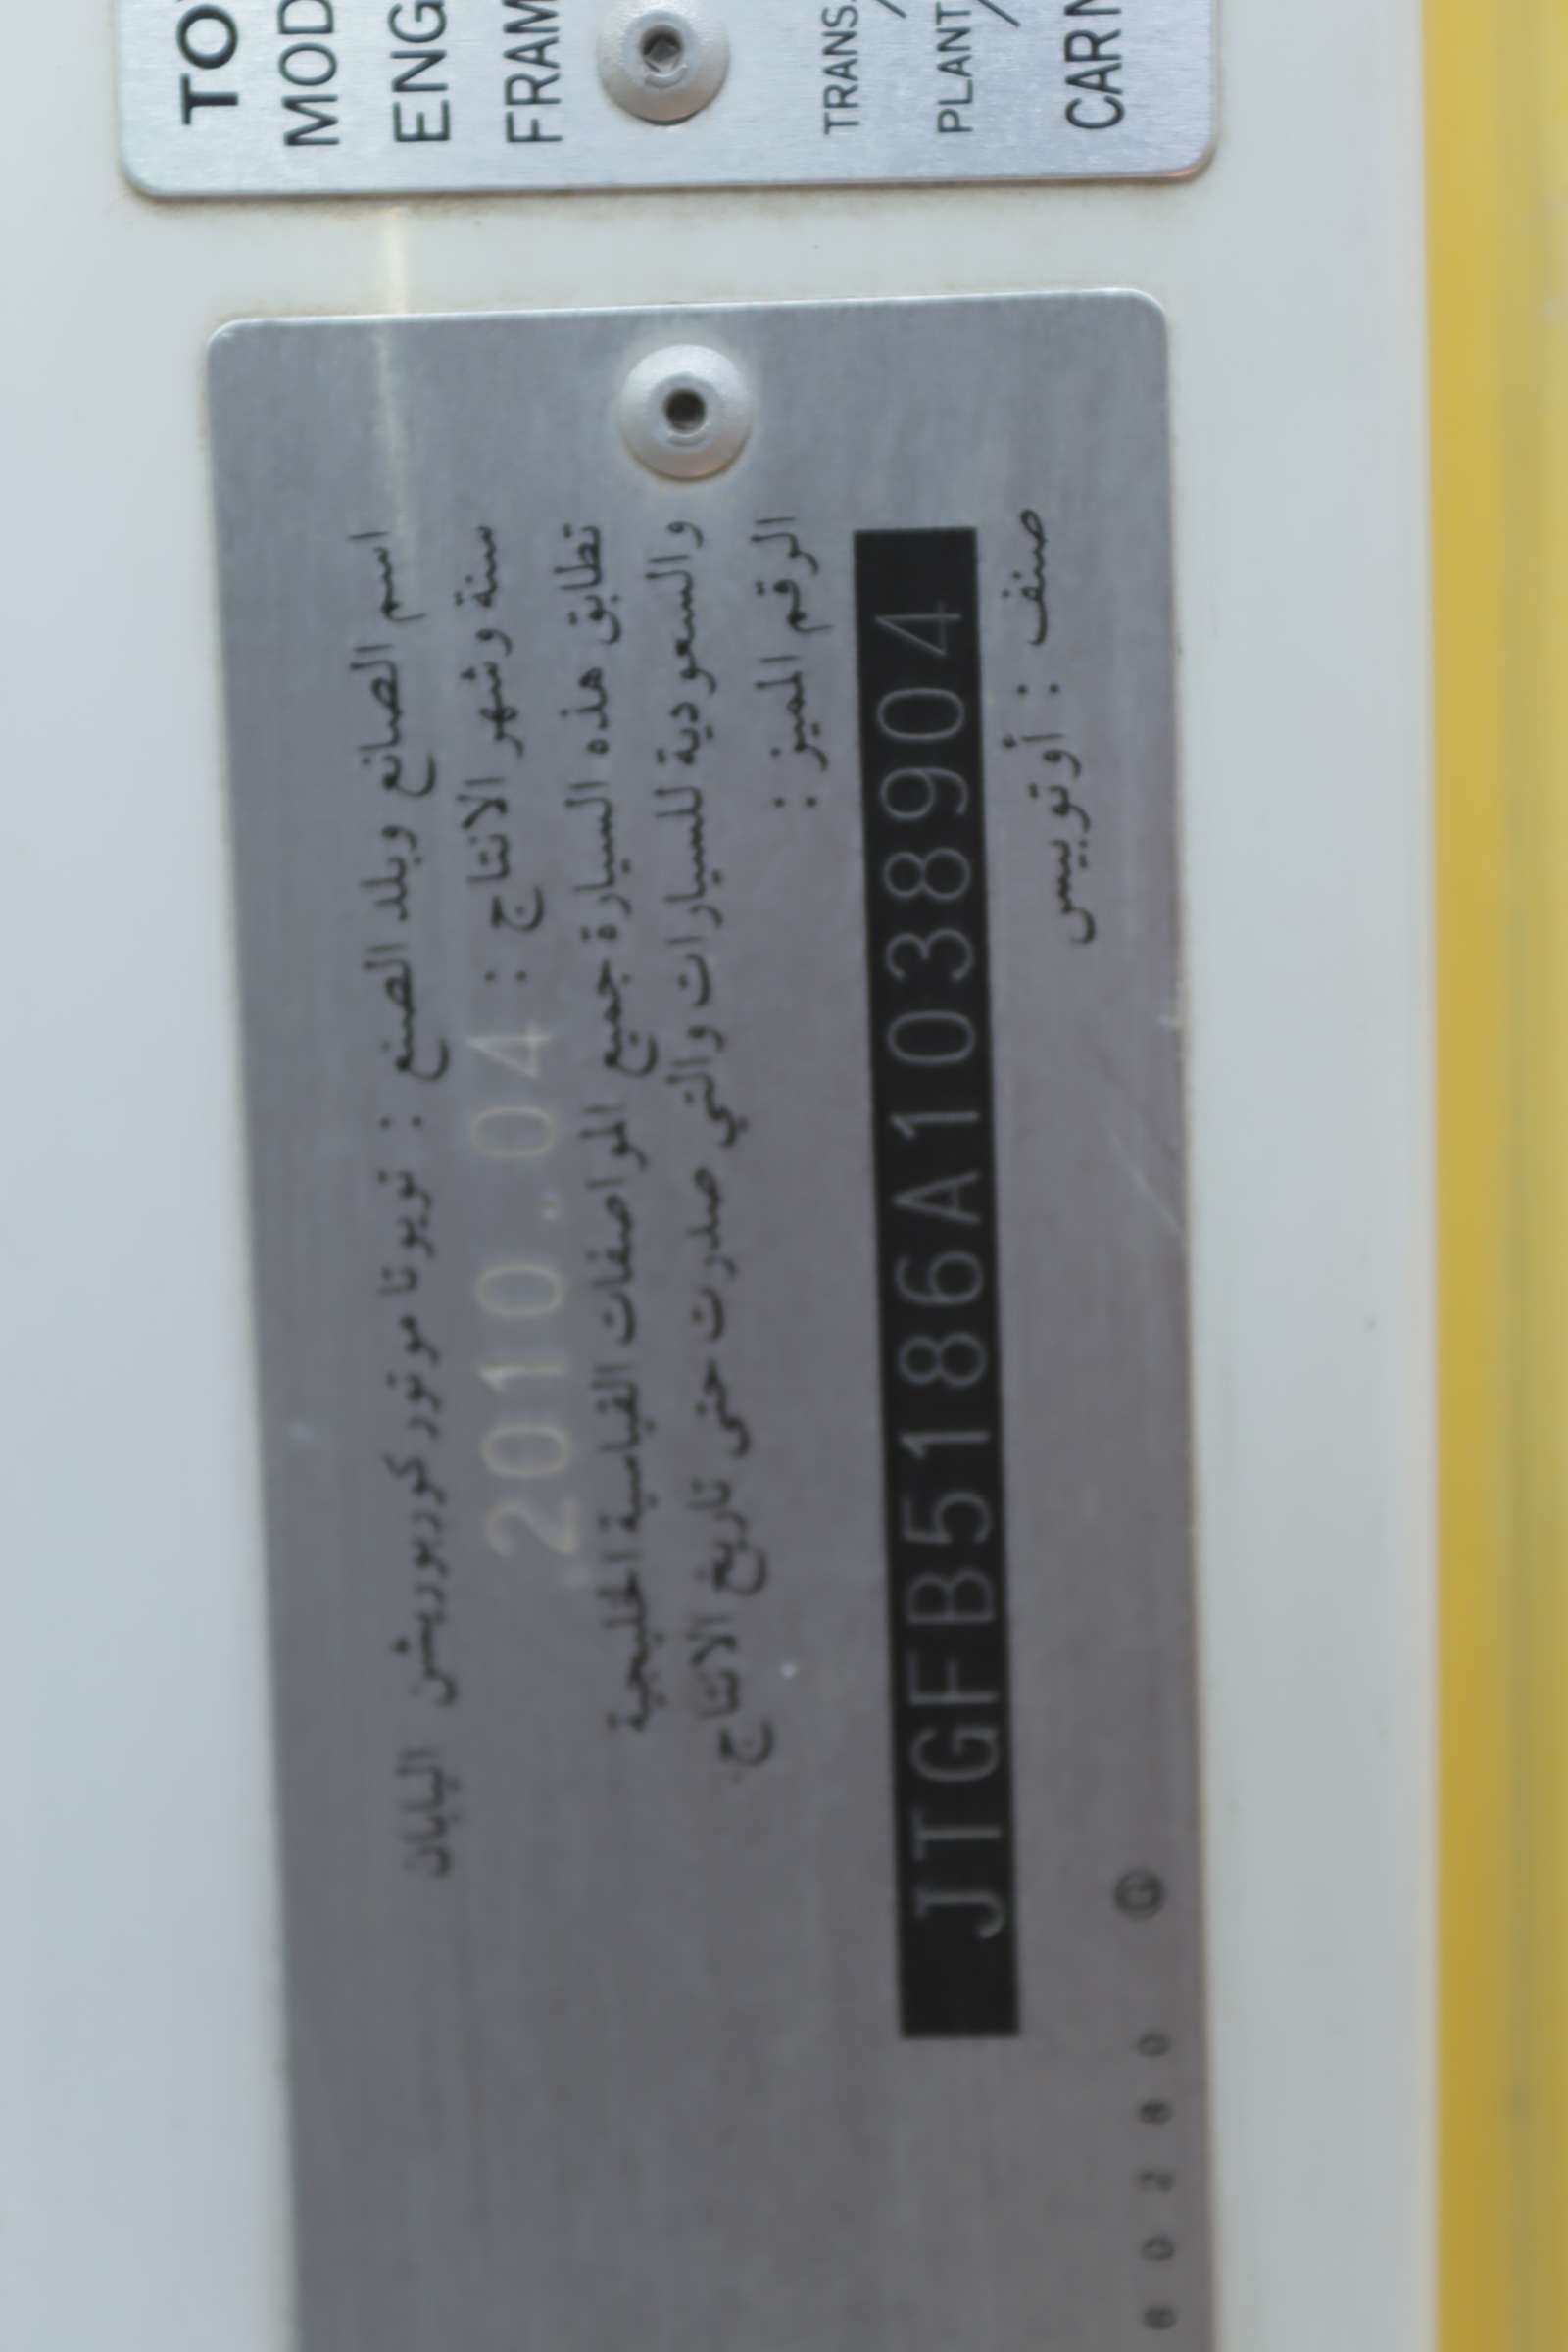 TO
MOD
ENG
FRAM
TRANS.
PLANT
CAR
اسم الصانع وبلد الصنع : تويوتا موتور كوربوريشن اليابان
سنة وشهر الانتاج : 2010 . 04
تطابق هذه السيارة جميع المواصفات القياسية الخليجية
والسعودية للسيارات والتي صدرت حتى تاريخ الانتاج
الرقم المميز :
JTGFB5186A1038904
صنف : أوتوبيس